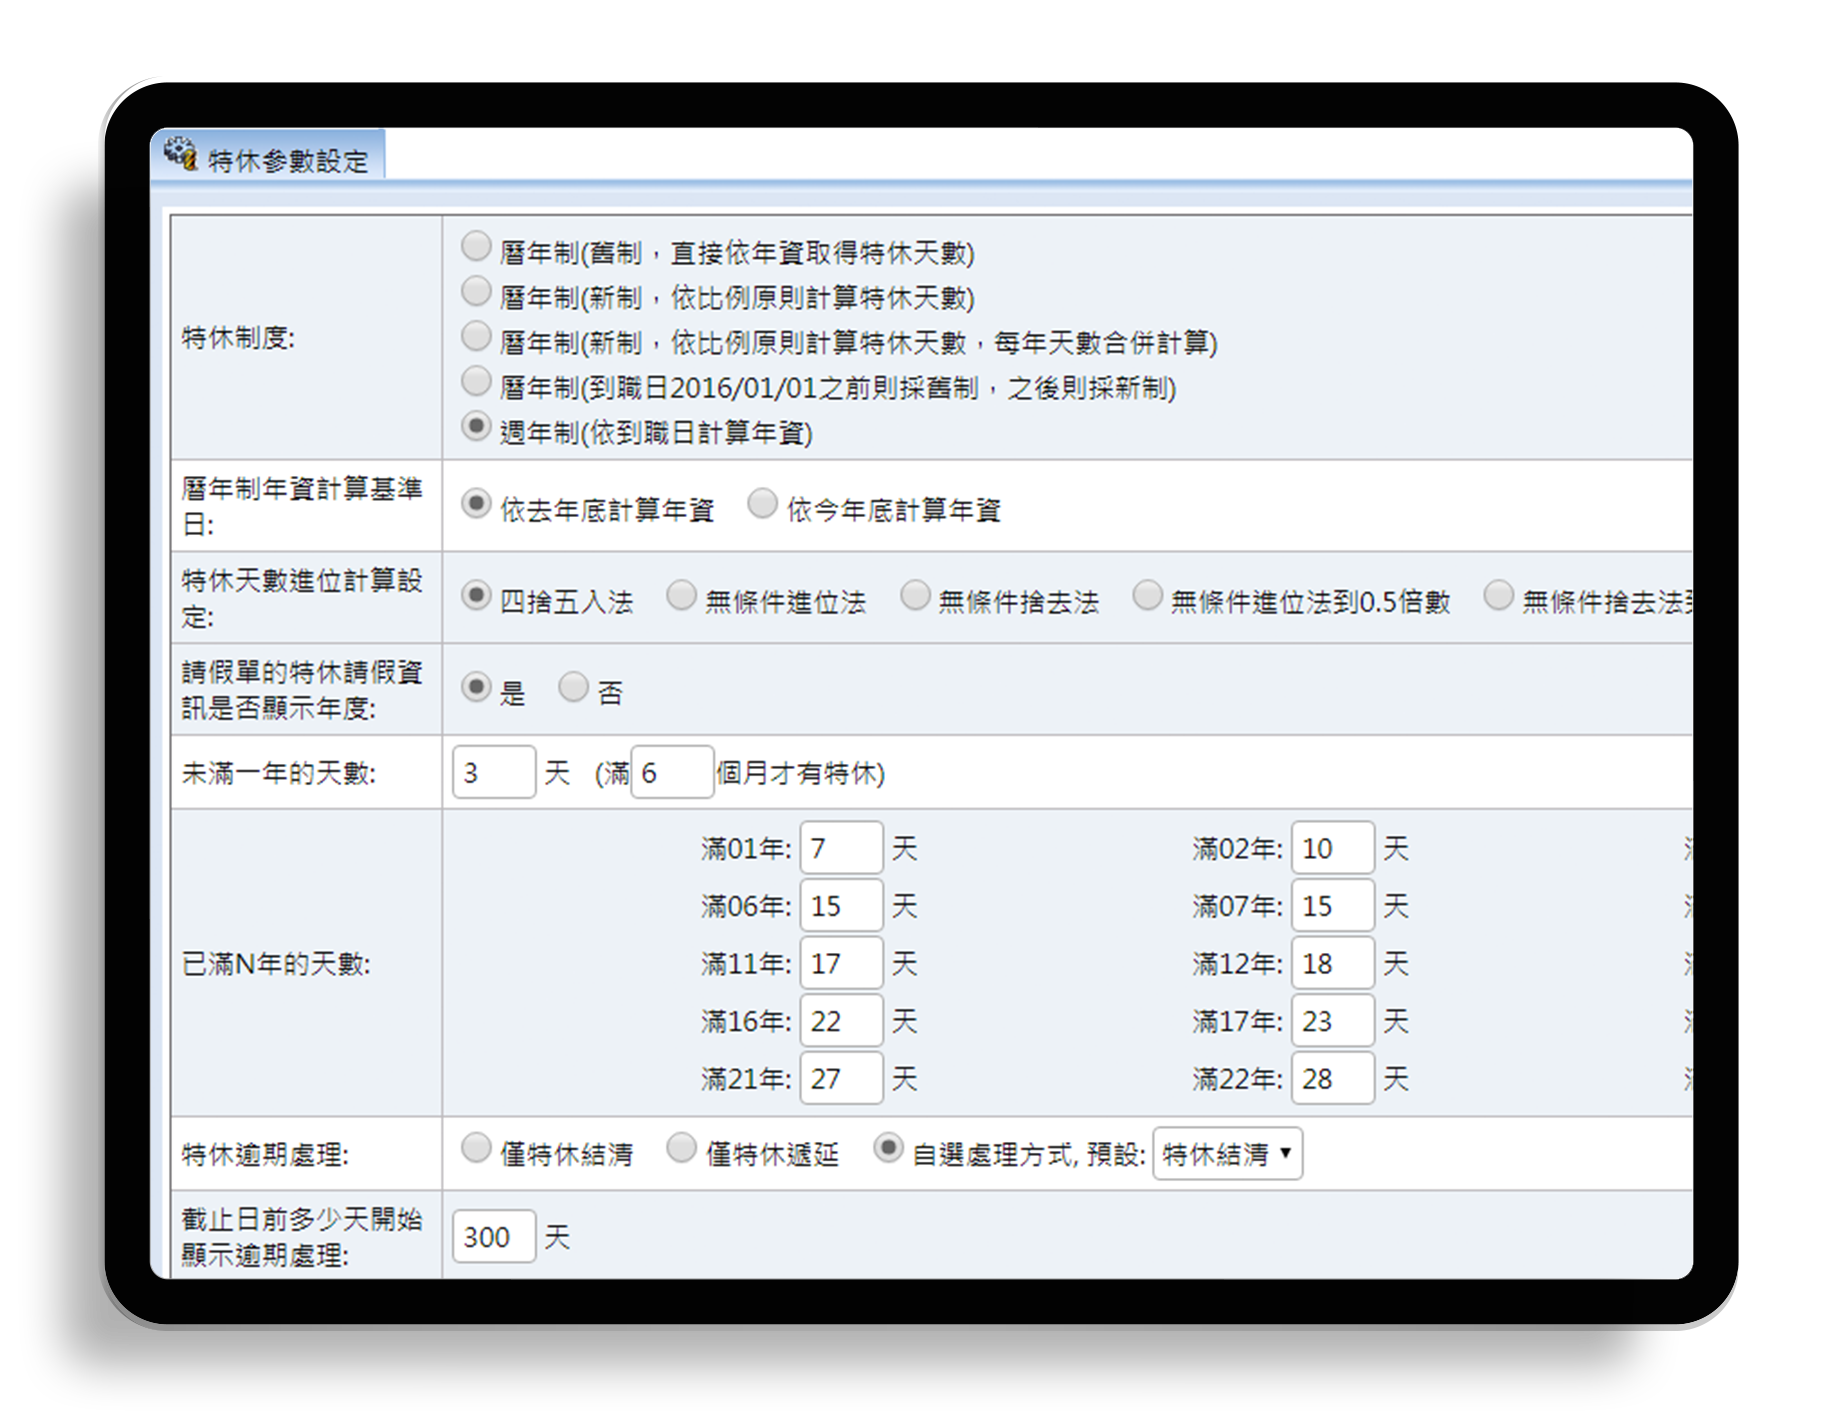 特休參數設定
特休制度:
曆年制(舊制，直接依年資取得特休天數)
曆年制(新制，依比例原則計算特休天數)
曆年制(新制，依比例原則計算特休天數，每年天數合併計算)
曆年制(到職日2016/01/01之前則採舊制，之後則採新制)
週年制(依到職日計算年資)
曆年制年資計算基準
日:
依去年底計算年資 依今年底計算年資
特休天數進位計算設
定:
四捨五入法 無條件進位法 無條件捨去法 無條件進位法到0.5倍數 無條件捨去法
請假單的特休請假資
訊是否顯示年度:
是 否
未滿一年的天數:
3 天 (滿 6 個月才有特休)
已滿N年的天數:
滿01年: 7 天 滿02年: 10 天
滿06年: 15 天 滿07年: 15 天
滿11年: 17 天 滿12年: 18 天
滿16年: 22 天 滿17年: 23 天
滿21年: 27 天 滿22年: 28 天
特休逾期處理:
僅特休結清 僅特休遞延 自選處理方式, 預設: 特休結清
截止日前多少天開始
顯示逾期處理:
300 天